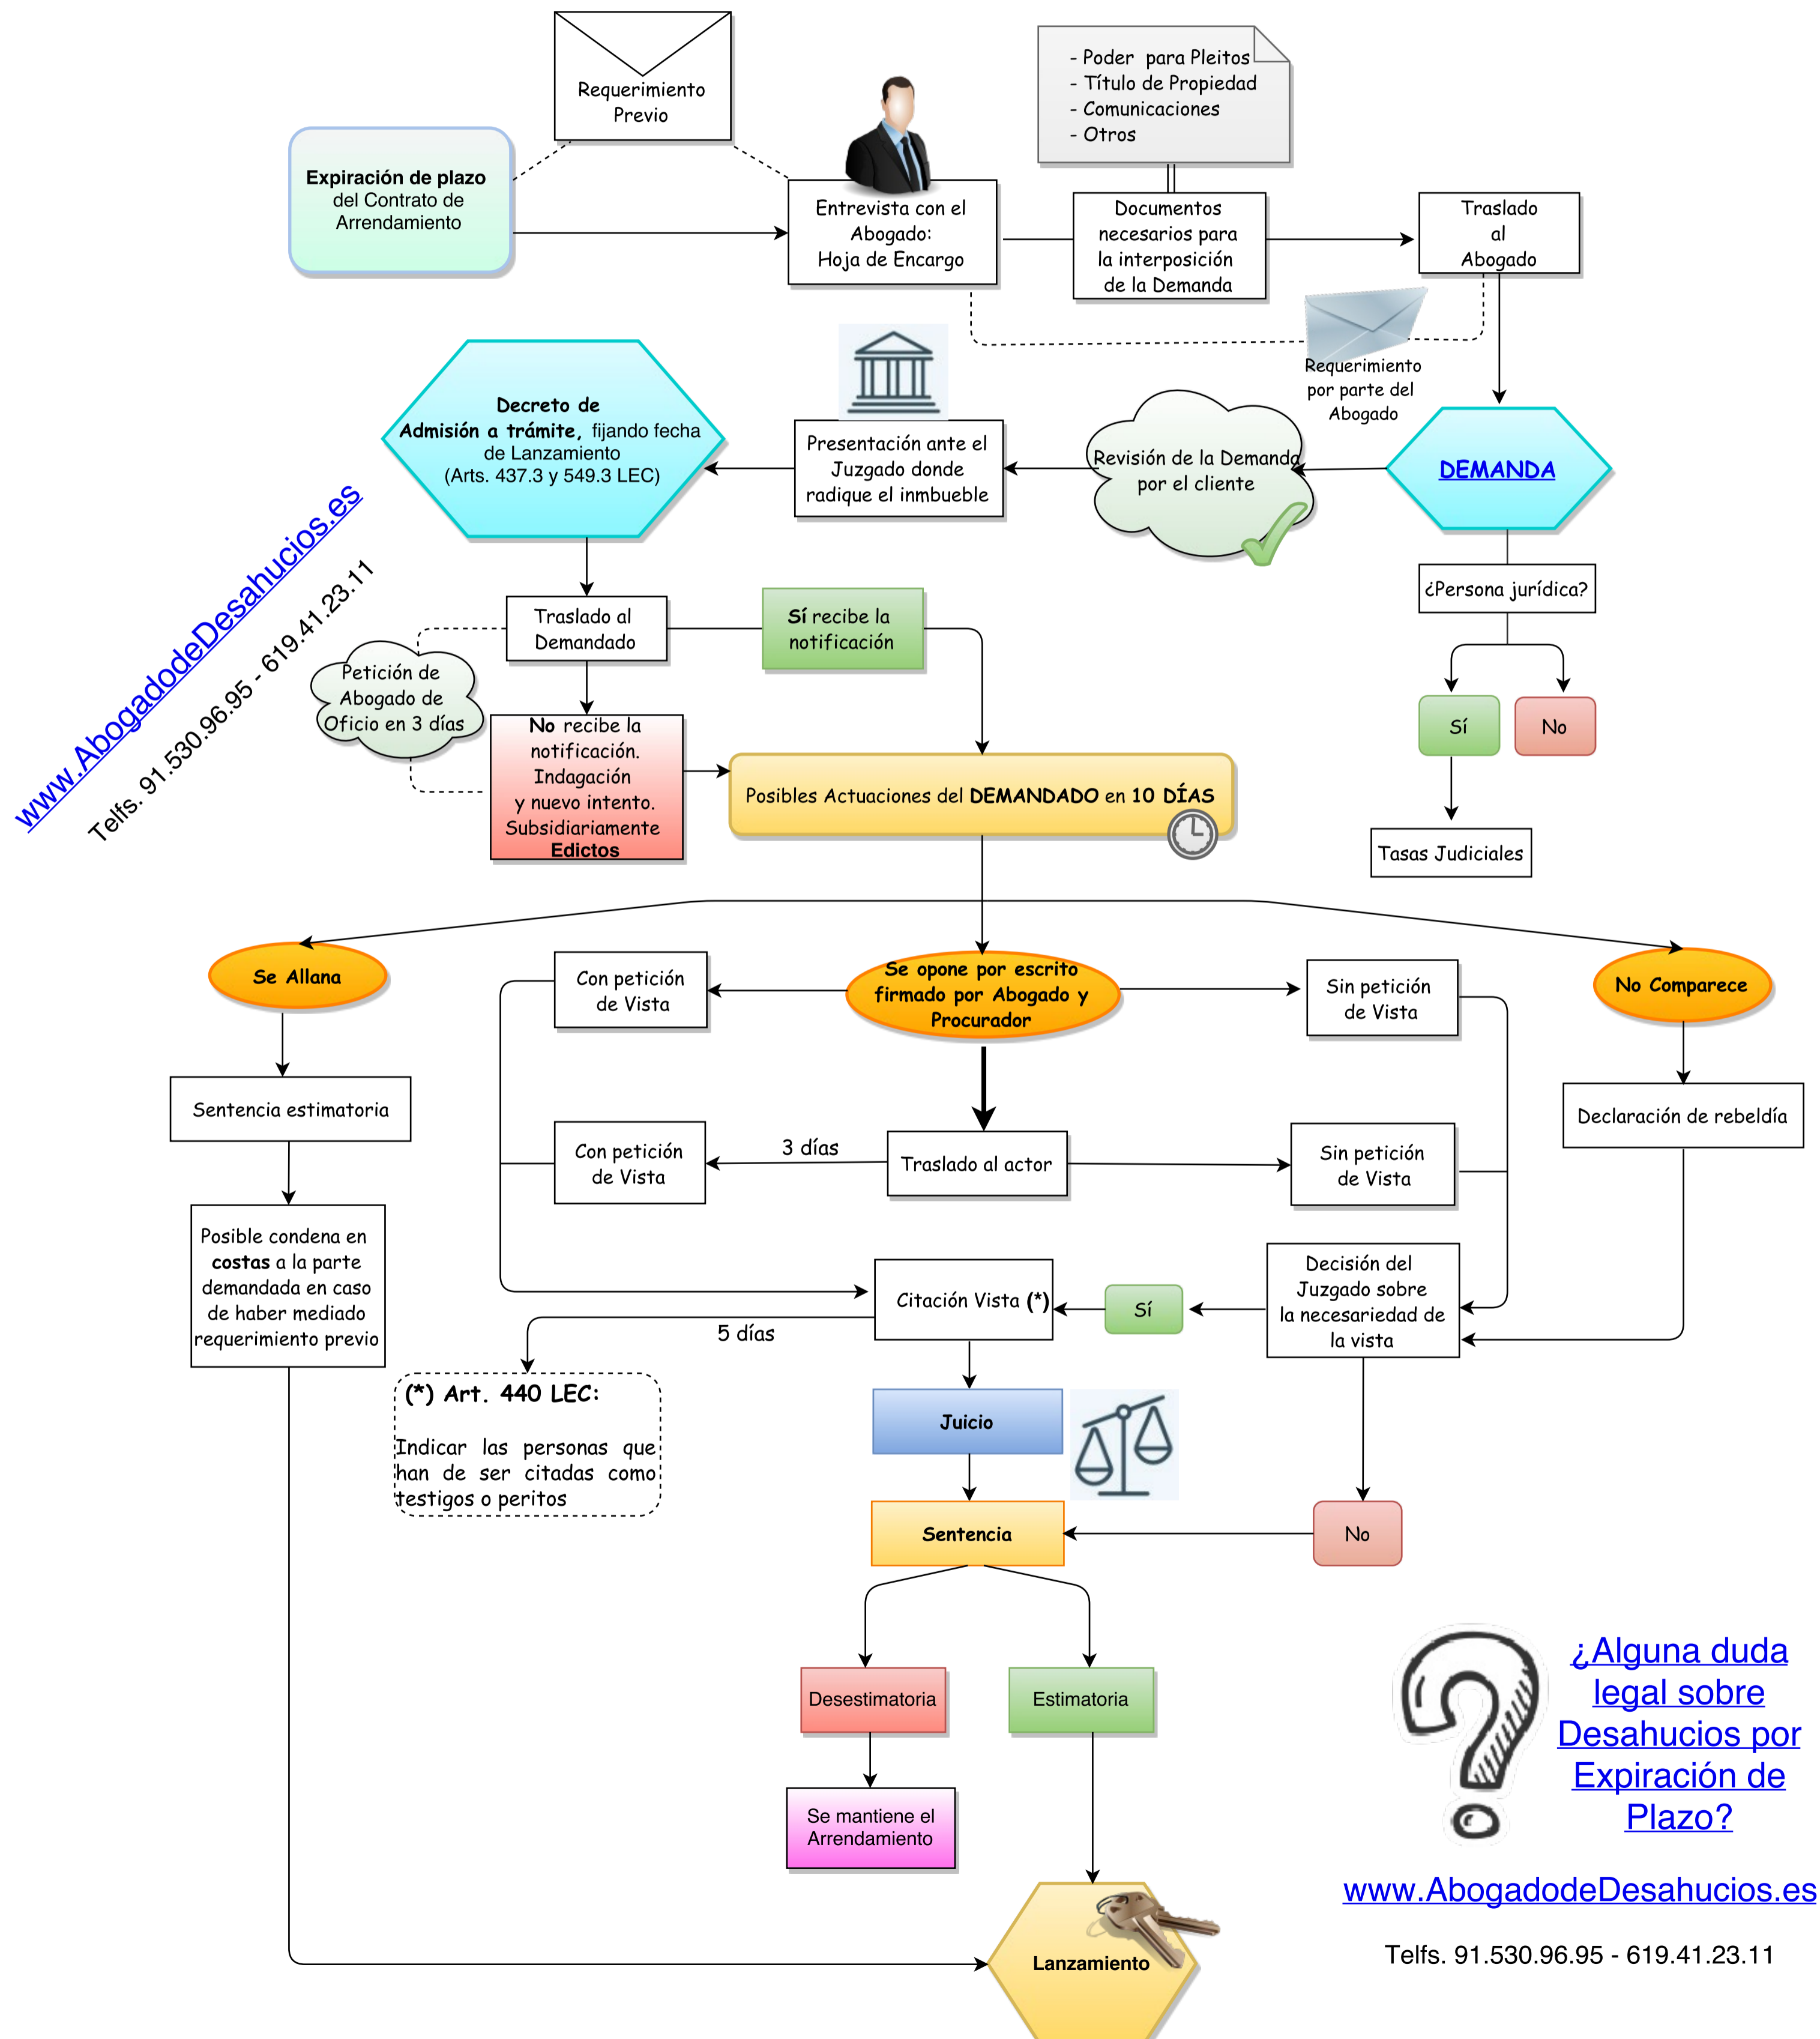 Requerimiento
Previo
- Poder para Pleitos
- Título de Propiedad
- Comunicaciones
- Otros
Expiración de plazo
del Contrato de
Arrendamiento
Entrevista con el
Abogado:
Hoja de Encargo
Documentos
necesarios para
la interposición
de la Demanda
Traslado
al
Abogado
Requerimiento
por parte del
Abogado
Decreto de
Admisión a trámite, fijando fecha
de Lanzamiento
(Arts. 437.3 y 549.3 LEC)
Presentación ante el
Juzgado donde
radique el inmbueble
Revisión de la Demanda
por el cliente
DEMANDA
¿Persona jurídica?
Sí
No
Tasas Judiciales
www.AbogadodeDesahucios.es
Telfs. 91.530.96.95 - 619.41.23.11
Traslado al
Demandado
Sí recibe la
notificación
Petición de
Abogado de
Oficio en 3 días
No recibe la
notificación.
Indagación
y nuevo intento.
Subsidiariamente
Edictos
Posibles Actuaciones del DEMANDADO en 10 DÍAS
Se Allana
Con petición
de Vista
Se opone por escrito
firmado por Abogado y
Procurador
Sin petición
de Vista
No Comparece
Sentencia estimatoria
Con petición
de Vista
3 días
Traslado al actor
Sin petición
de Vista
Declaración de rebeldía
Posible condena en
costas a la parte
demandada en caso
de haber mediado
requerimiento previo
Citación Vista (*)
Sí
Decisión del
Juzgado sobre
la necesariedad de
la vista
5 días
(*) Art. 440 LEC:
Indicar las personas que
han de ser citadas como
testigos o peritos
Juicio
Sentencia
No
Desestimatoria
Estimatoria
Se mantiene el
Arrendamiento
Lanzamiento
¿Alguna duda
legal sobre
Desahucios por
Expiración de
Plazo?
www.AbogadodeDesahucios.es
Telfs. 91.530.96.95 - 619.41.23.11